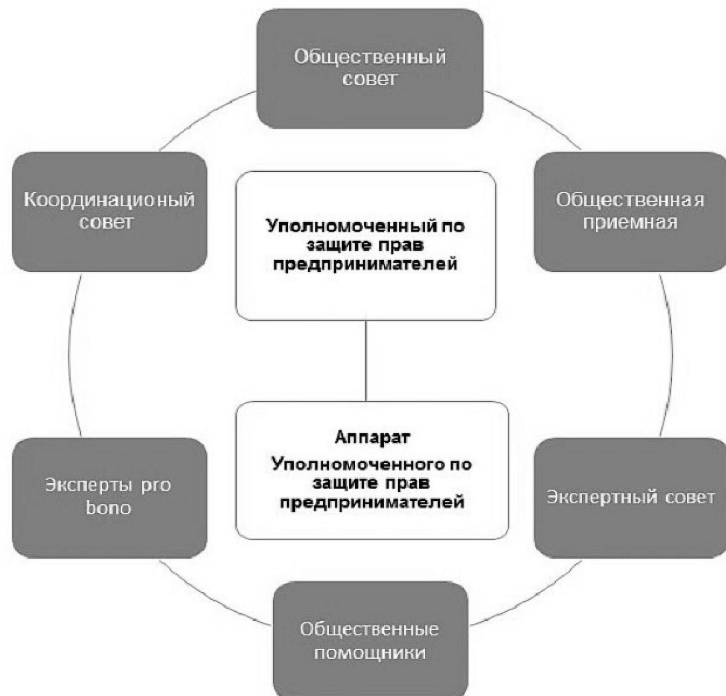 Общественный
совет
Координационый
совет
Уполномоченный по
защите прав
предпринимателей
Общественная
приемная
Аппарат
Уполномоченного по
защите прав
предпринимателей
Эксперты pro
bono
Экспертный совет
Общественные
помощники